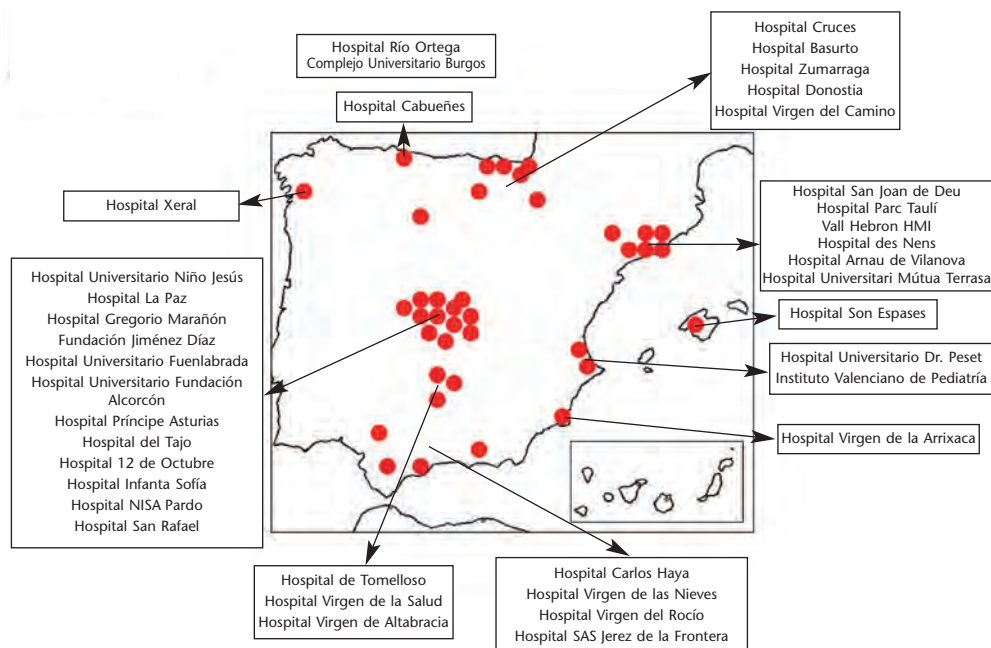 Hospital Río Ortega
Complejo Universitario Burgos
Hospital Cabueñes
Hospital Cruces
Hospital Basurto
Hospital Zumarraga
Hospital Donostia
Hospital Virgen del Camino
Hospital Xeral
Hospital San Joan de Deu
Hospital Parc Taulí
Vall Hebron HMI
Hospital des Nens
Hospital Arnau de Vilanova
Hospital Universitari Mútua Terrasa
Hospital Universitario Niño Jesús
Hospital La Paz
Hospital Gregorio Marañón
Fundación Jiménez Díaz
Hospital Universitario Fuenlabrada
Hospital Universitario Fundación
Alcorcón
Hospital Príncipe Asturias
Hospital del Tajo
Hospital 12 de Octubre
Hospital Infanta Sofía
Hospital NISA Pardo
Hospital San Rafael
Hospital Son Espases
Hospital Universitario Dr. Peset
Instituto Valenciano de Pediatría
Hospital Virgen de la Arrixaca
Hospital de Tomelloso
Hospital Virgen de la Salud
Hospital Virgen de Altabracia
Hospital Carlos Haya
Hospital Virgen de las Nieves
Hospital Virgen del Rocío
Hospital SAS Jerez de la Frontera